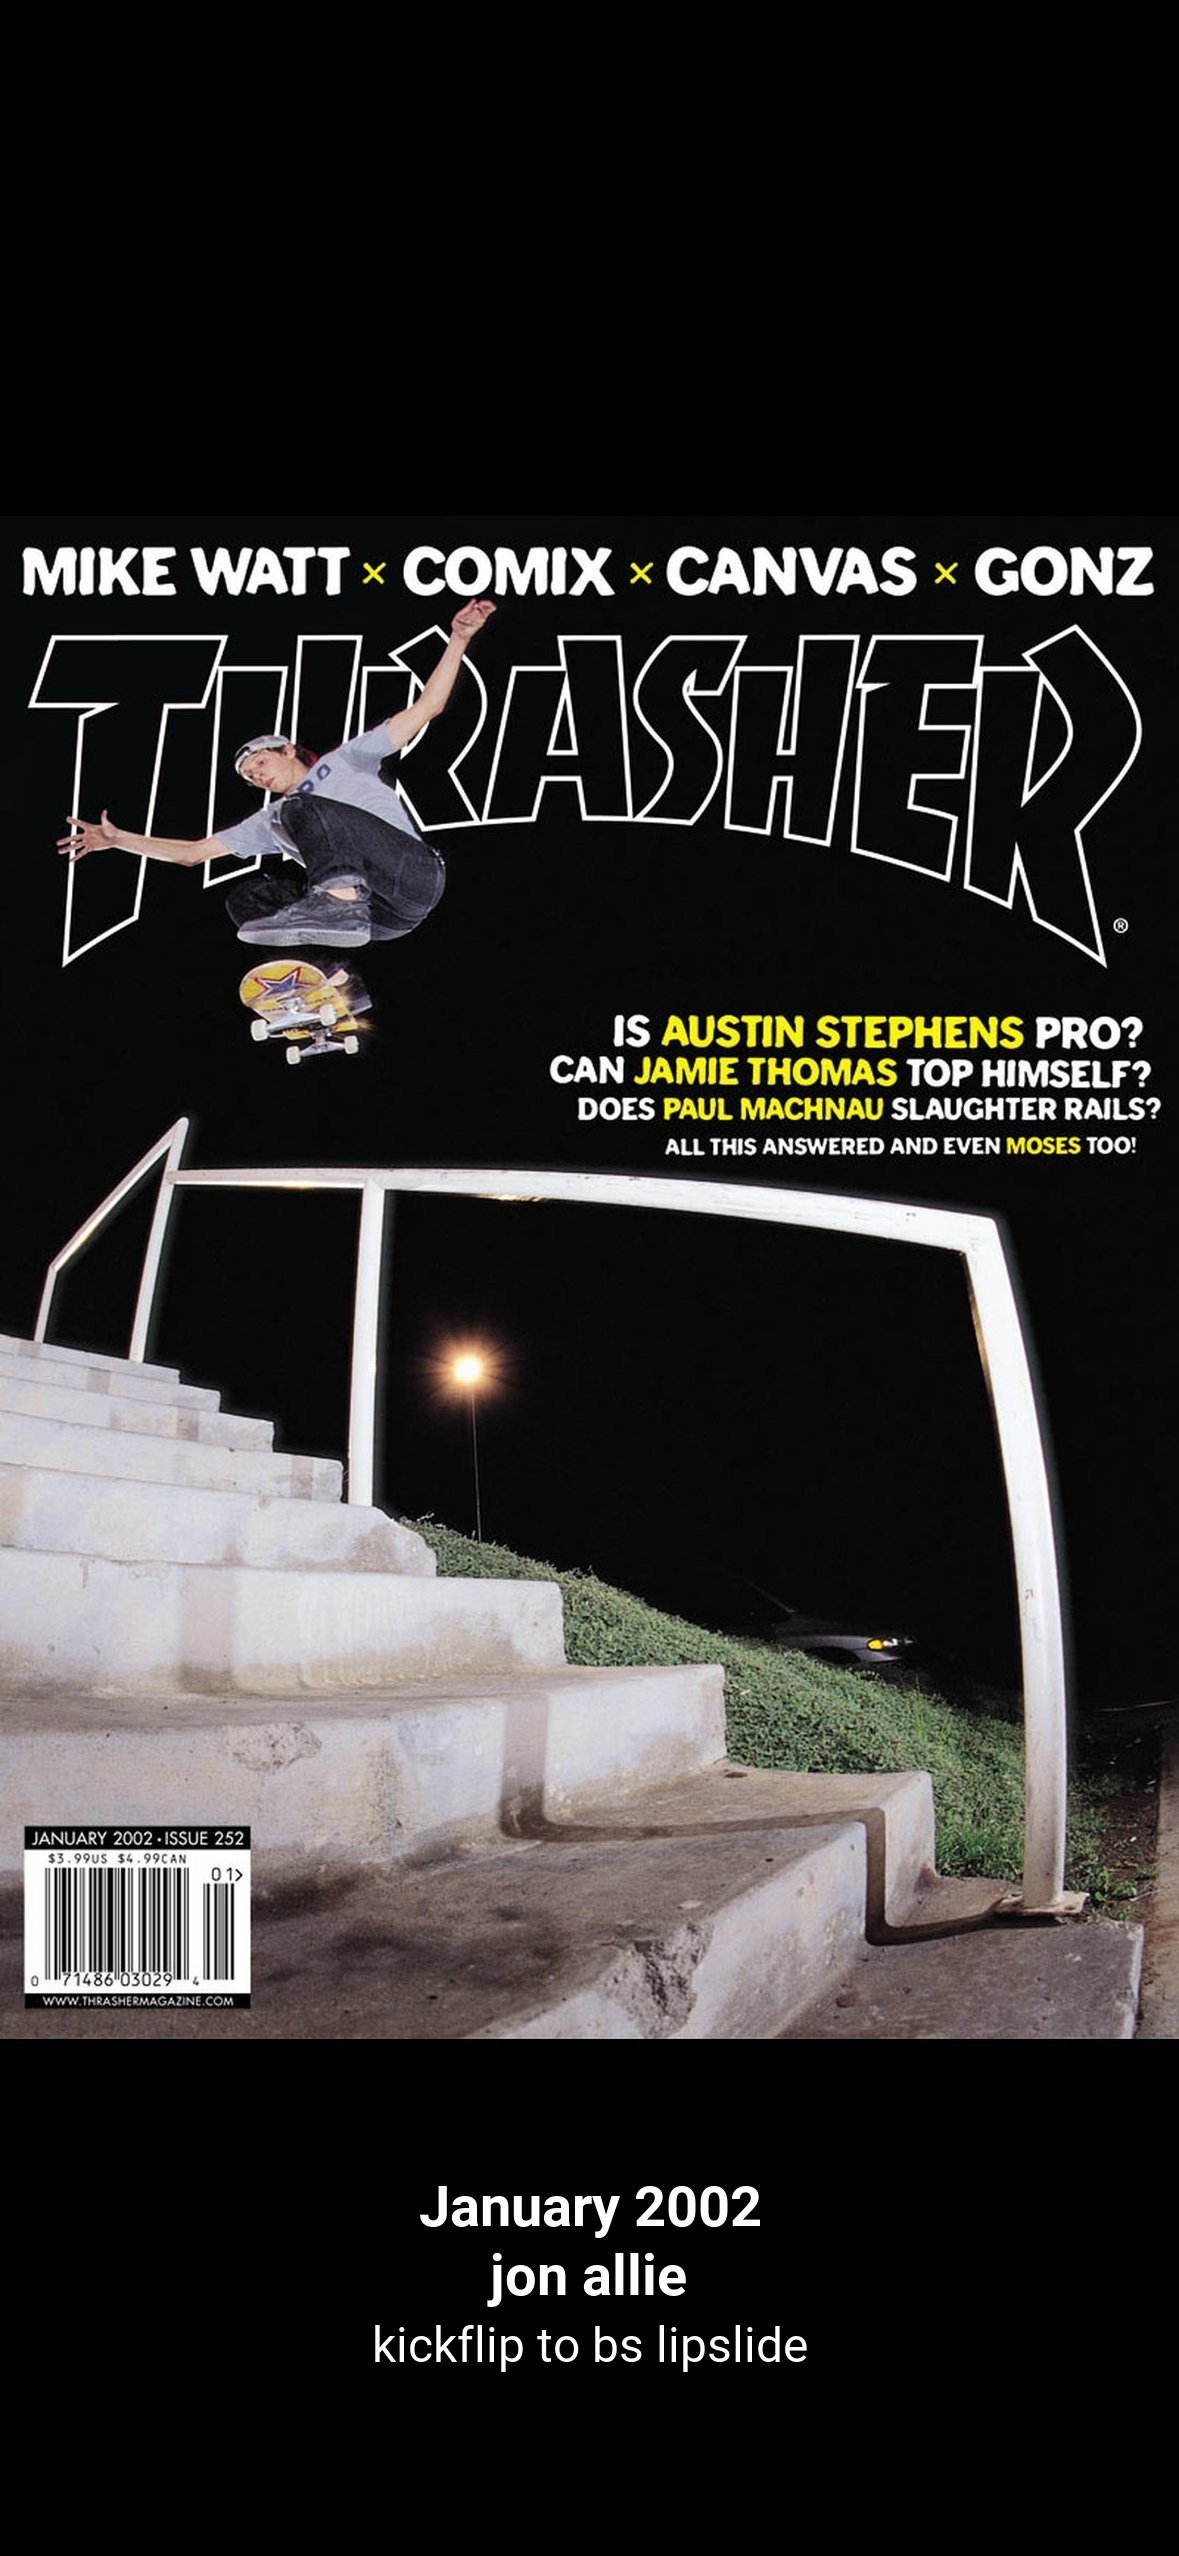 MIKE WATT × COMIX × CANVAS × GONZ
THRASHER
®
IS AUSTIN STEPHENS PRO?
CAN JAMIE THOMAS TOP HIMSELF?
DOES PAUL MACHNAU SLAUGHTER RAILS?
ALL THIS ANSWERED AND EVEN MOSES TOO!
JANUARY 2002 · ISSUE 252
$3.99US $4.99CAN
01>
0 71486 03029 4
WWW.THRASHERMAGAZINE.COM
January 2002
jon allie
kickflip to bs lipslide